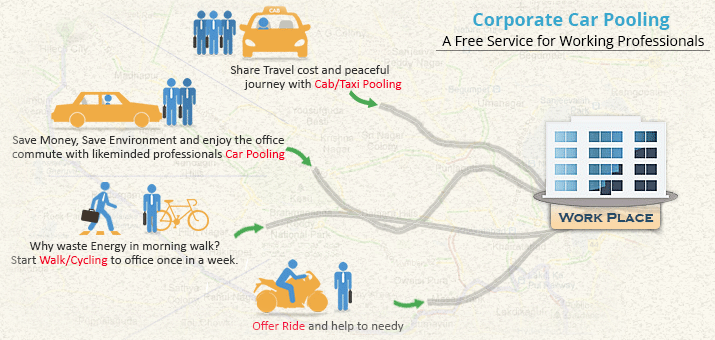 Corporate Car Pooling
A Free Service for Working Professionals
CAB
Share Travel cost and peaceful
journey with Cab/Taxi Pooling
Save Money, Save Environment and enjoy the office
commute with likeminded professionals Car Pooling
Why waste Energy in morning walk?
Start Walk/Cycling to office once in a week.
Offer Ride and help to needy
WORK PLACE